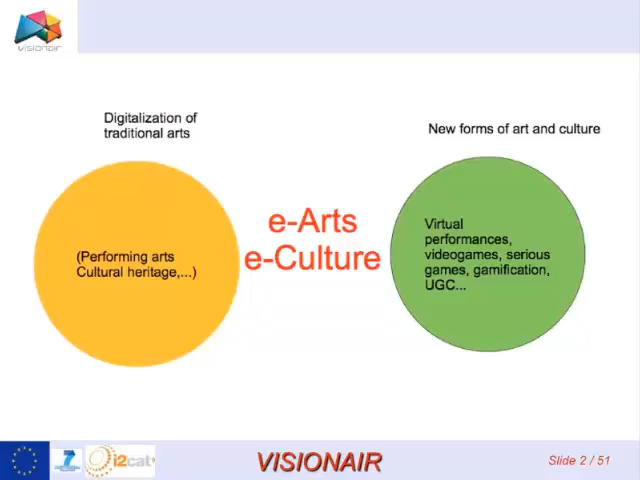 visionair
Digitalization of
traditional arts
New forms of art and culture
(Performing arts
Cultural heritage,...)
e-Arts
e-Culture
Virtual
performances,
videogames, serious
games, gamification,
UGC...
7
i2cat
VISIONAIR
Slide 2 / 51